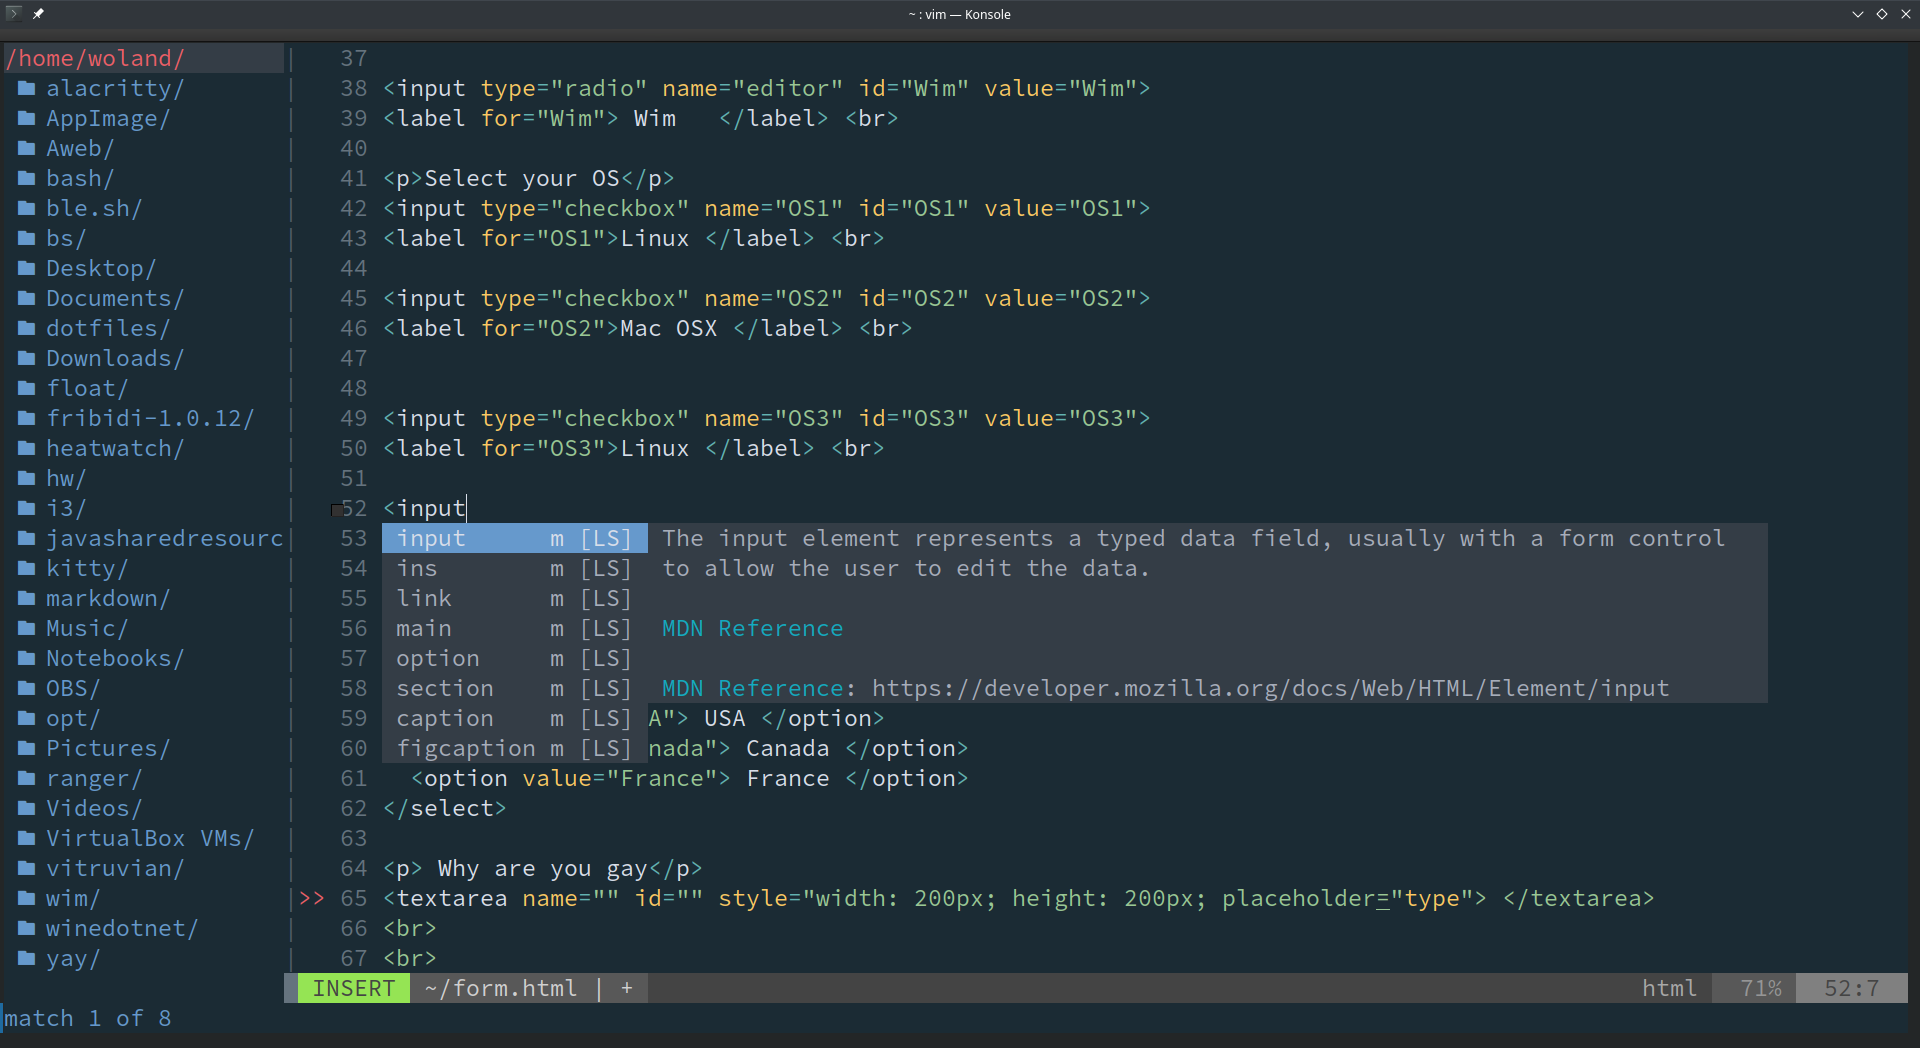 ~ : vim — Konsole
/home/woland/
alacritty/
AppImage/
Aweb/
bash/
ble.sh/
bs/
Desktop/
Documents/
dotfiles/
Downloads/
float/
fribidi-1.0.12/
heatwatch/
hw/
i3/
javasharedresourc
kitty/
markdown/
Music/
Notebooks/
OBS/
opt/
Pictures/
ranger/
Videos/
VirtualBox VMs/
vitruvian/
wim/
winedotnet/
yay/
37
38 <input type="radio" name="editor" id="Wim" value="Wim">
39 <label for="Wim"> Wim   </label> <br>
40
41 <p>Select your OS</p>
42 <input type="checkbox" name="OS1" id="OS1" value="OS1">
43 <label for="OS1">Linux </label> <br>
44
45 <input type="checkbox" name="OS2" id="OS2" value="OS2">
46 <label for="OS2">Mac OSX </label> <br>
47
48
49 <input type="checkbox" name="OS3" id="OS3" value="OS3">
50 <label for="OS3">Linux </label> <br>
51
52 <input
53 input m [LS] The input element represents a typed data field, usually with a form control
54 ins m [LS] to allow the user to edit the data.
55 link m [LS]
56 main m [LS] MDN Reference
57 option m [LS]
58 section m [LS] MDN Reference: https://developer.mozilla.org/docs/Web/HTML/Element/input
59 caption m [LS] A"> USA </option>
60 figcaption m [LS] nada"> Canada </option>
61   <option value="France"> France </option>
62 </select>
63
64 <p> Why are you gay</p>
>> 65 <textarea name="" id="" style="width: 200px; height: 200px; placeholder="type"> </textarea>
66 <br>
67 <br>
INSERT ~/form.html | + html 71% 52:7
match 1 of 8